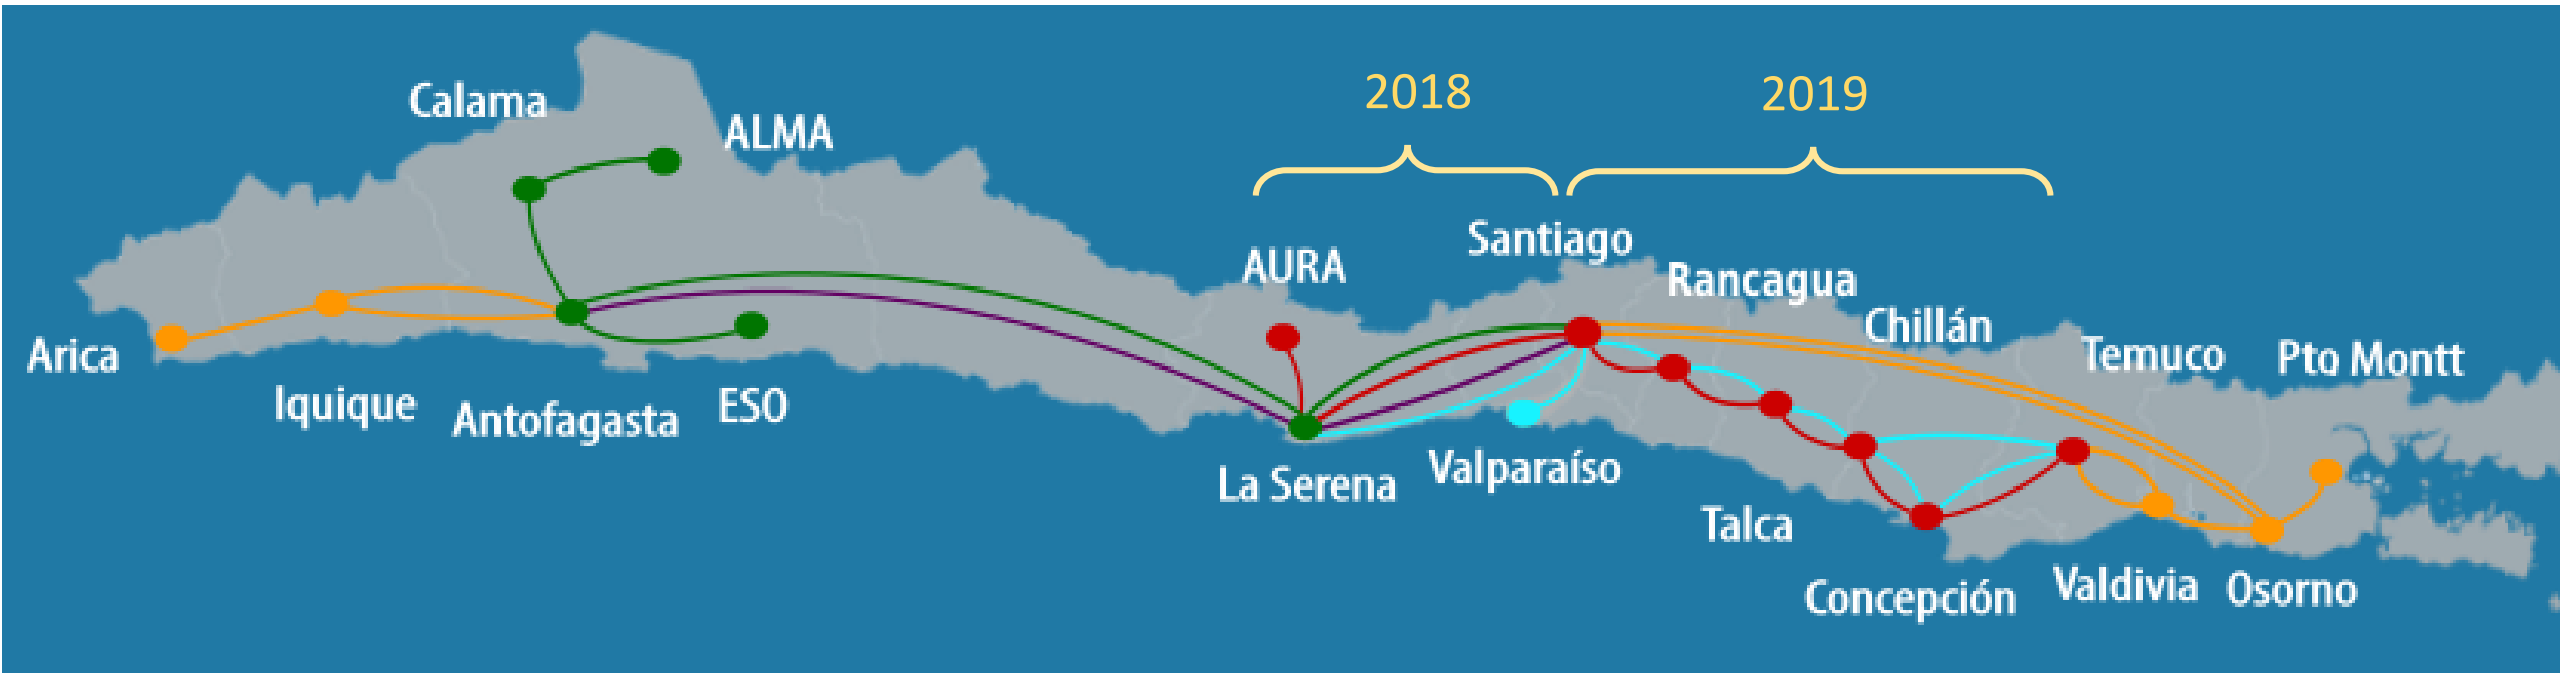 2018
2019
Calama
ALMA
Santiago
AURA
Rancagua
Chillán
Arica
Temuco
Pto Montt
Iquique
Antofagasta
ESO
La Serena
Valparaíso
Talca
Concepción
Valdivia
Osorno